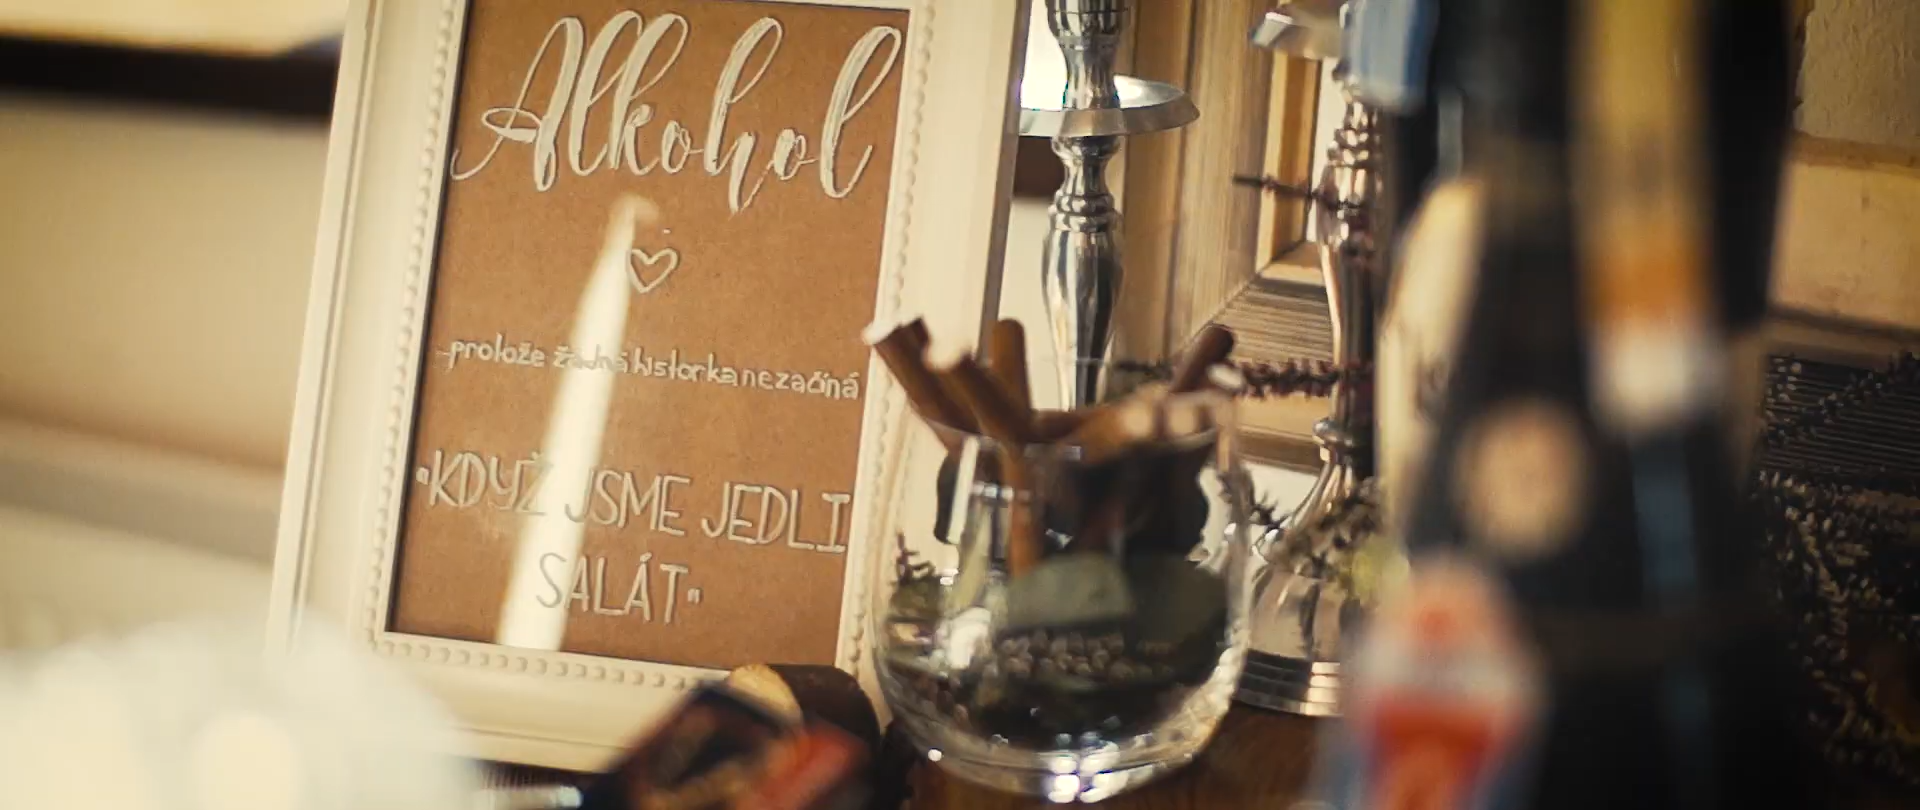 Alkohol
protože žádná historka nezačíná
"KDYŽ JSME JEDLI
SALÁT"